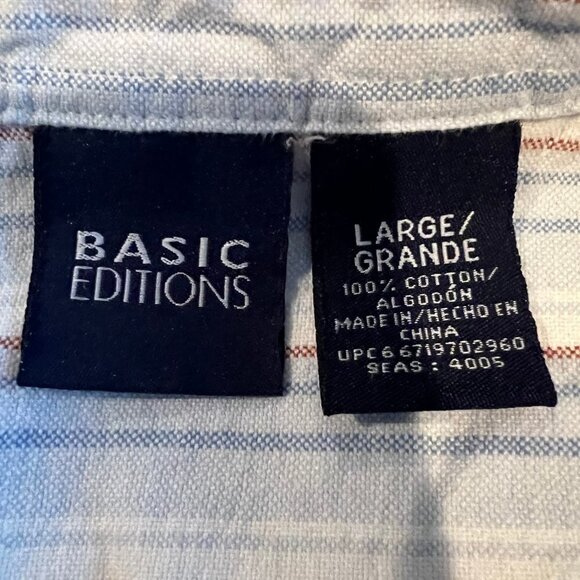 BASIC
EDITIONS
LARGE/
GRANDE
100% COTTON/
ALGODÓN
MADE IN/HECHO EN
CHINA
UPC 6 6719702960
SEAS : 4005